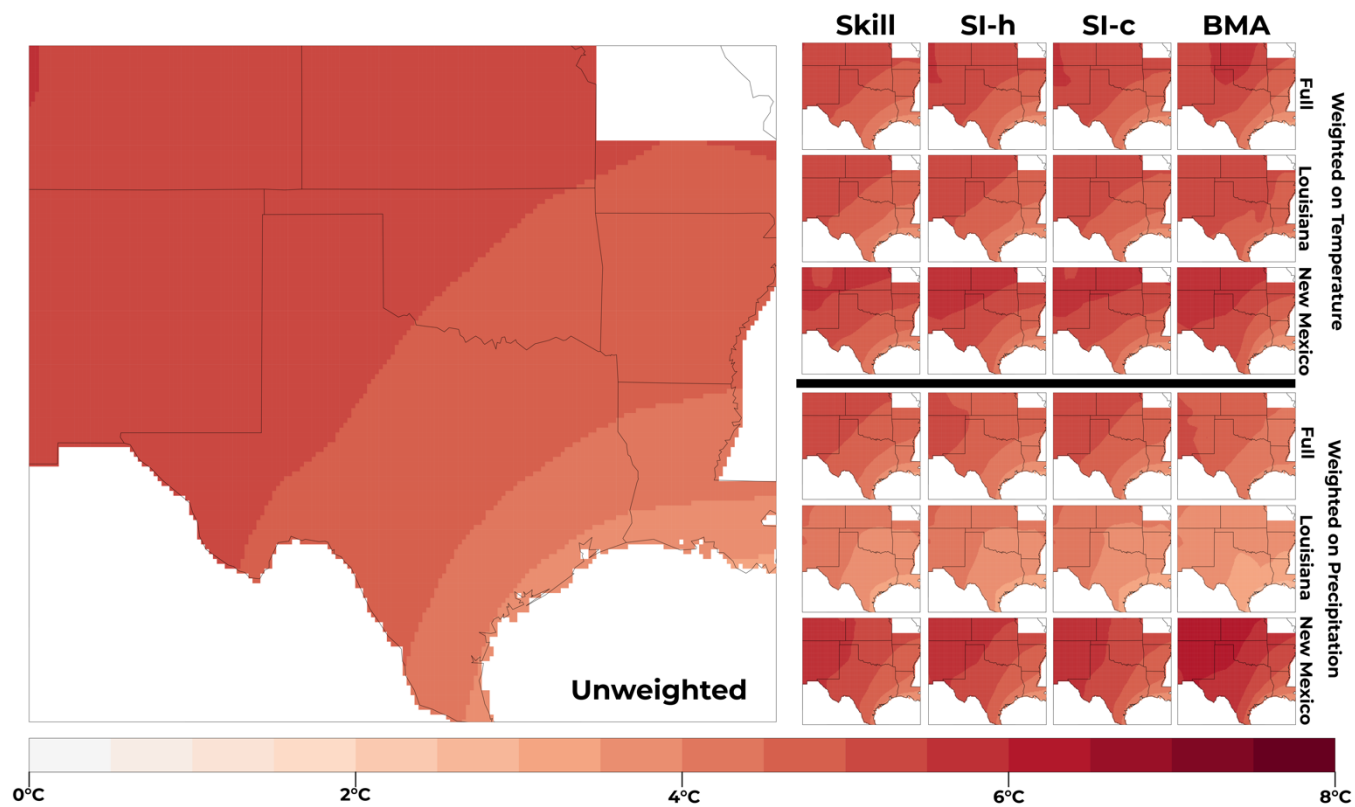 Skill SI-h SI-c BMA
Full
Louisiana
New Mexico
Weighted on Temperature
Full
Louisiana
New Mexico
Weighted on Precipitation
Unweighted
0°C 2°C 4°C 6°C 8°C